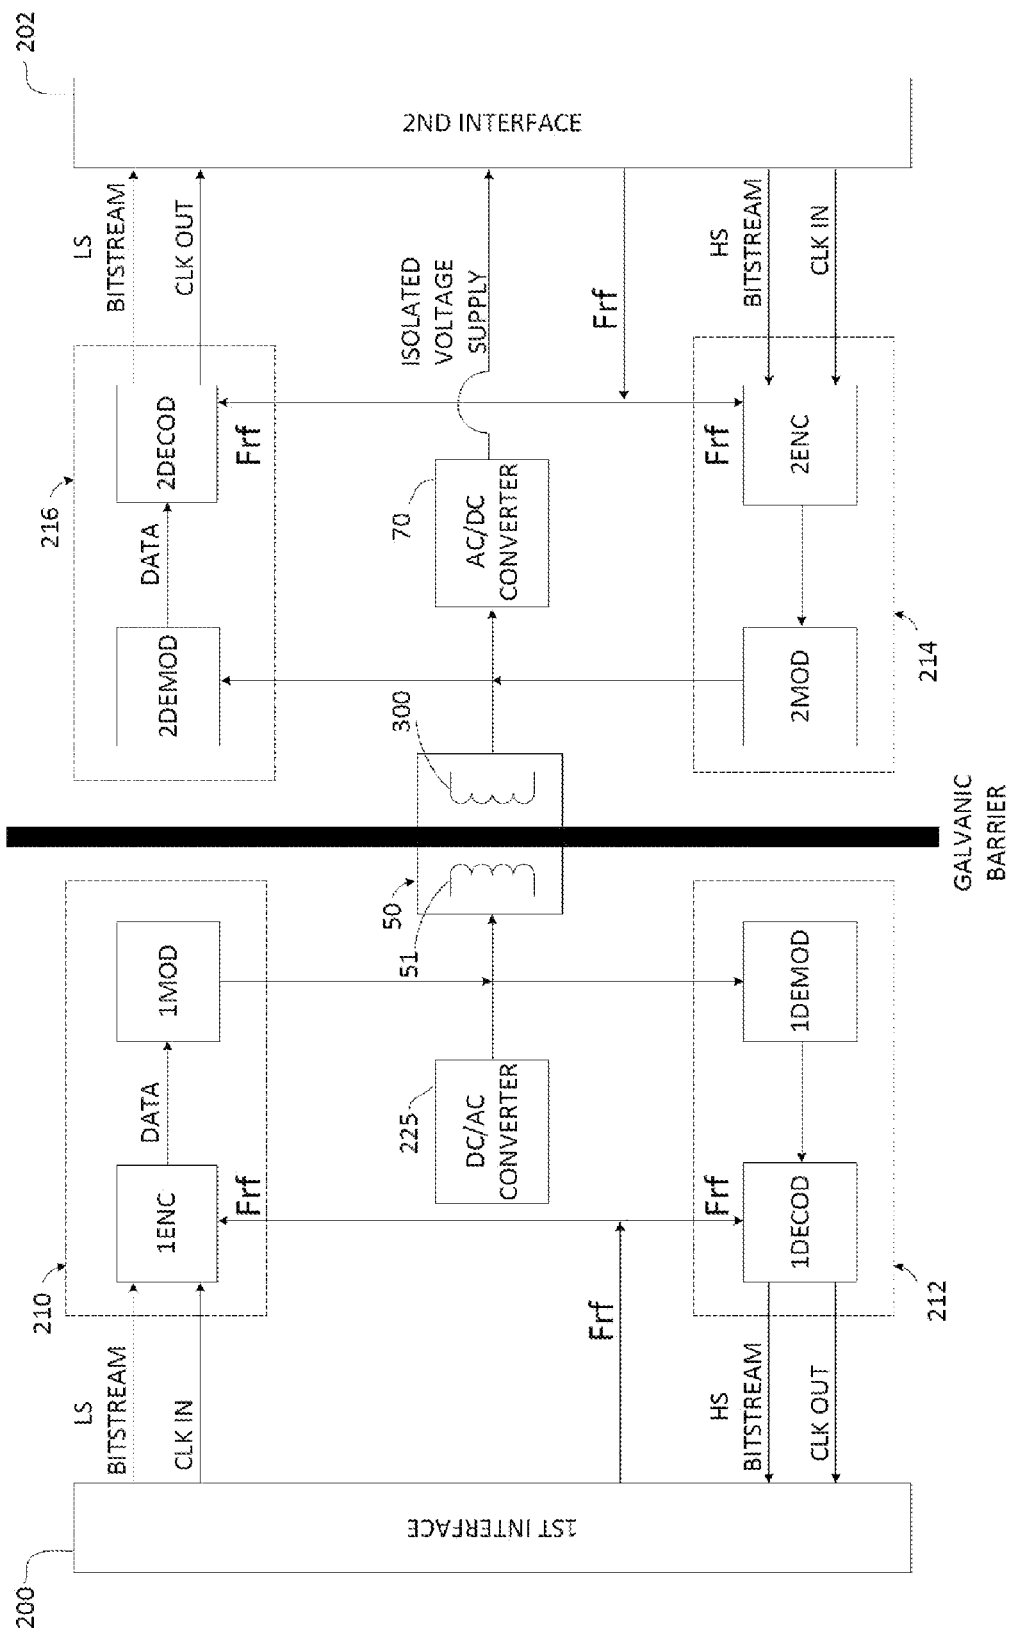 202
2ND INTERFACE
LS
BITSTREAM
CLK OUT
ISOLATED
VOLTAGE
SUPPLY
Frf
HS
BITSTREAM
CLK IN
216
2DECOD
Frf
DATA
2DEMOD
70
AC/DC
CONVERTER
Frf
2ENC
2MOD
214
300
GALVANIC
BARRIER
50
51
1MOD
DATA
1ENC
Frf
210
225
DC/AC
CONVERTER
1DEMOD
Frf
1DECOD
212
LS
BITSTREAM
CLK IN
Frf
HS
BITSTREAM
CLK OUT
1ST INTERFACE
200